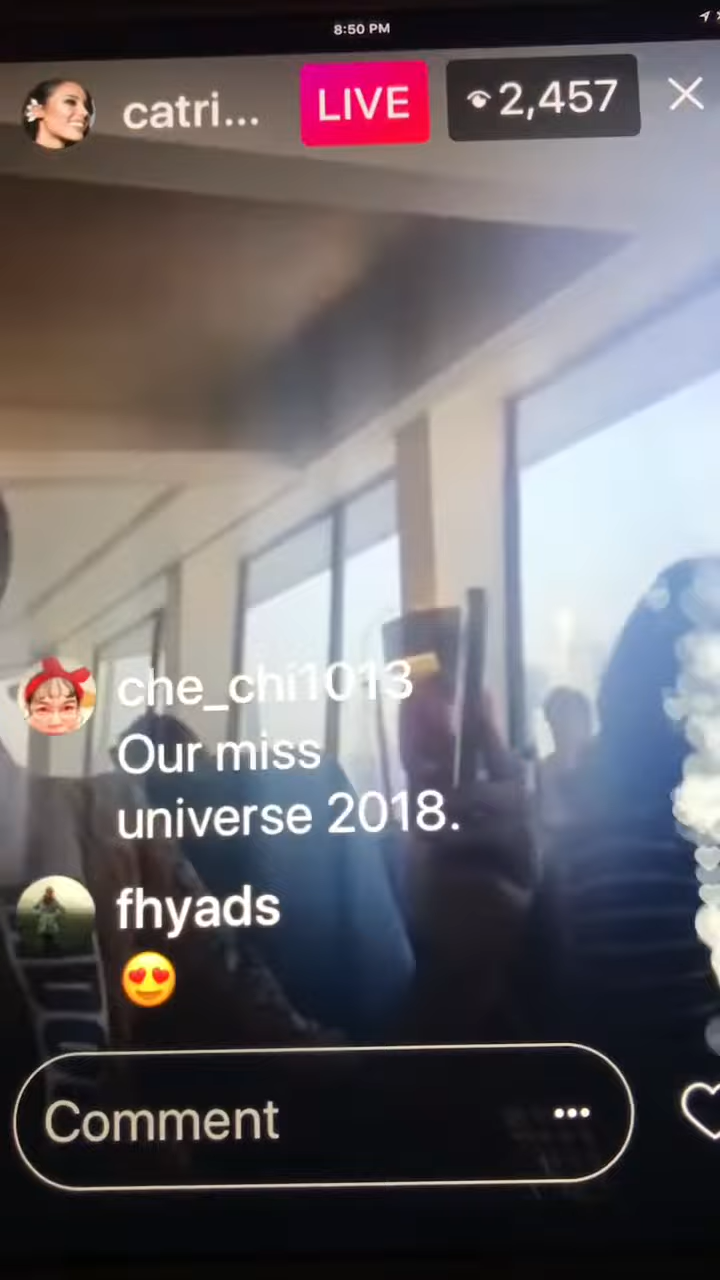 8:50 PM
catri...
LIVE
2,457
che_chi1013
Our miss
universe 2018.
fhyads
😍
Comment